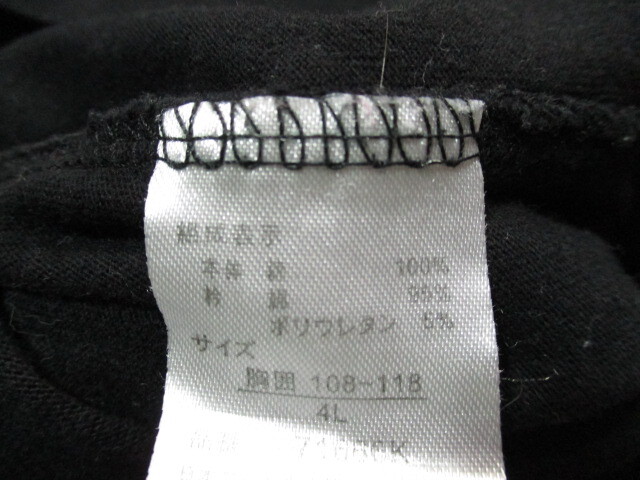 組成表示
本体 綿 100%
衿 綿 95%
ポリウレタン 5%
サイズ
胸囲 108-118
4L